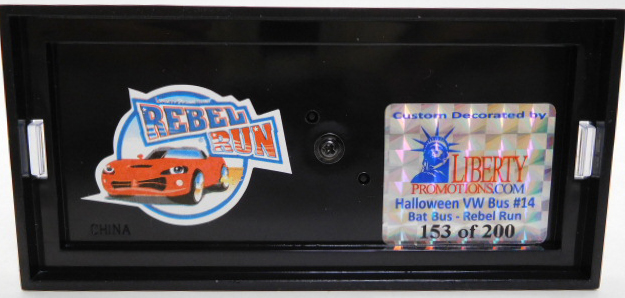 REBEL
RUN
CHINA
Custom Decorated by
LIBERTY
PROMOTIONS.COM
Halloween VW Bus #14
Bat Bus - Rebel Run
153 of 200